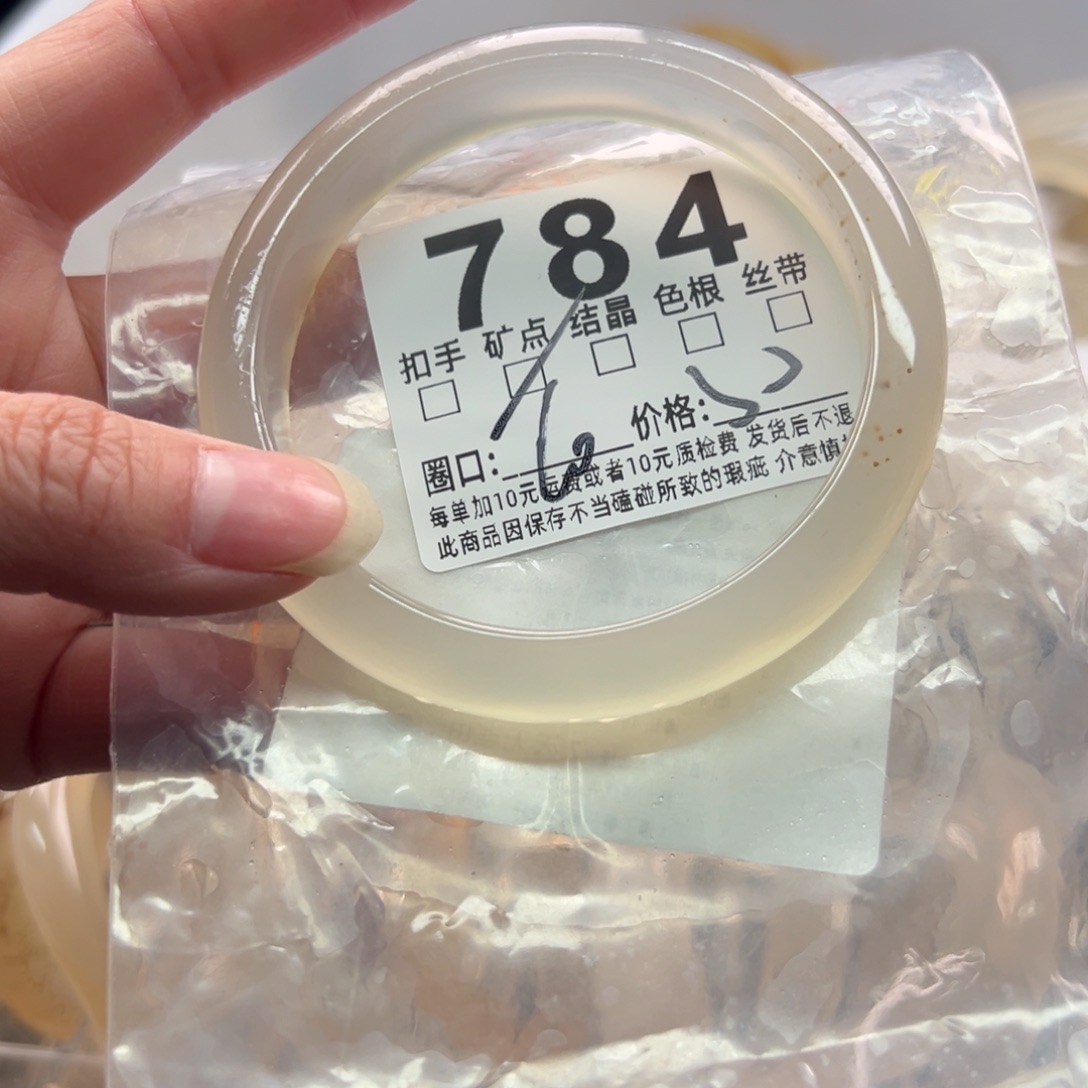 784
扣手 矿点 结晶 色根 丝带
圈口: 价格:
每单加10元运费或者10元质检费 发货后不退
此商品因保存不当磕碰所致的瑕疵 介意慎